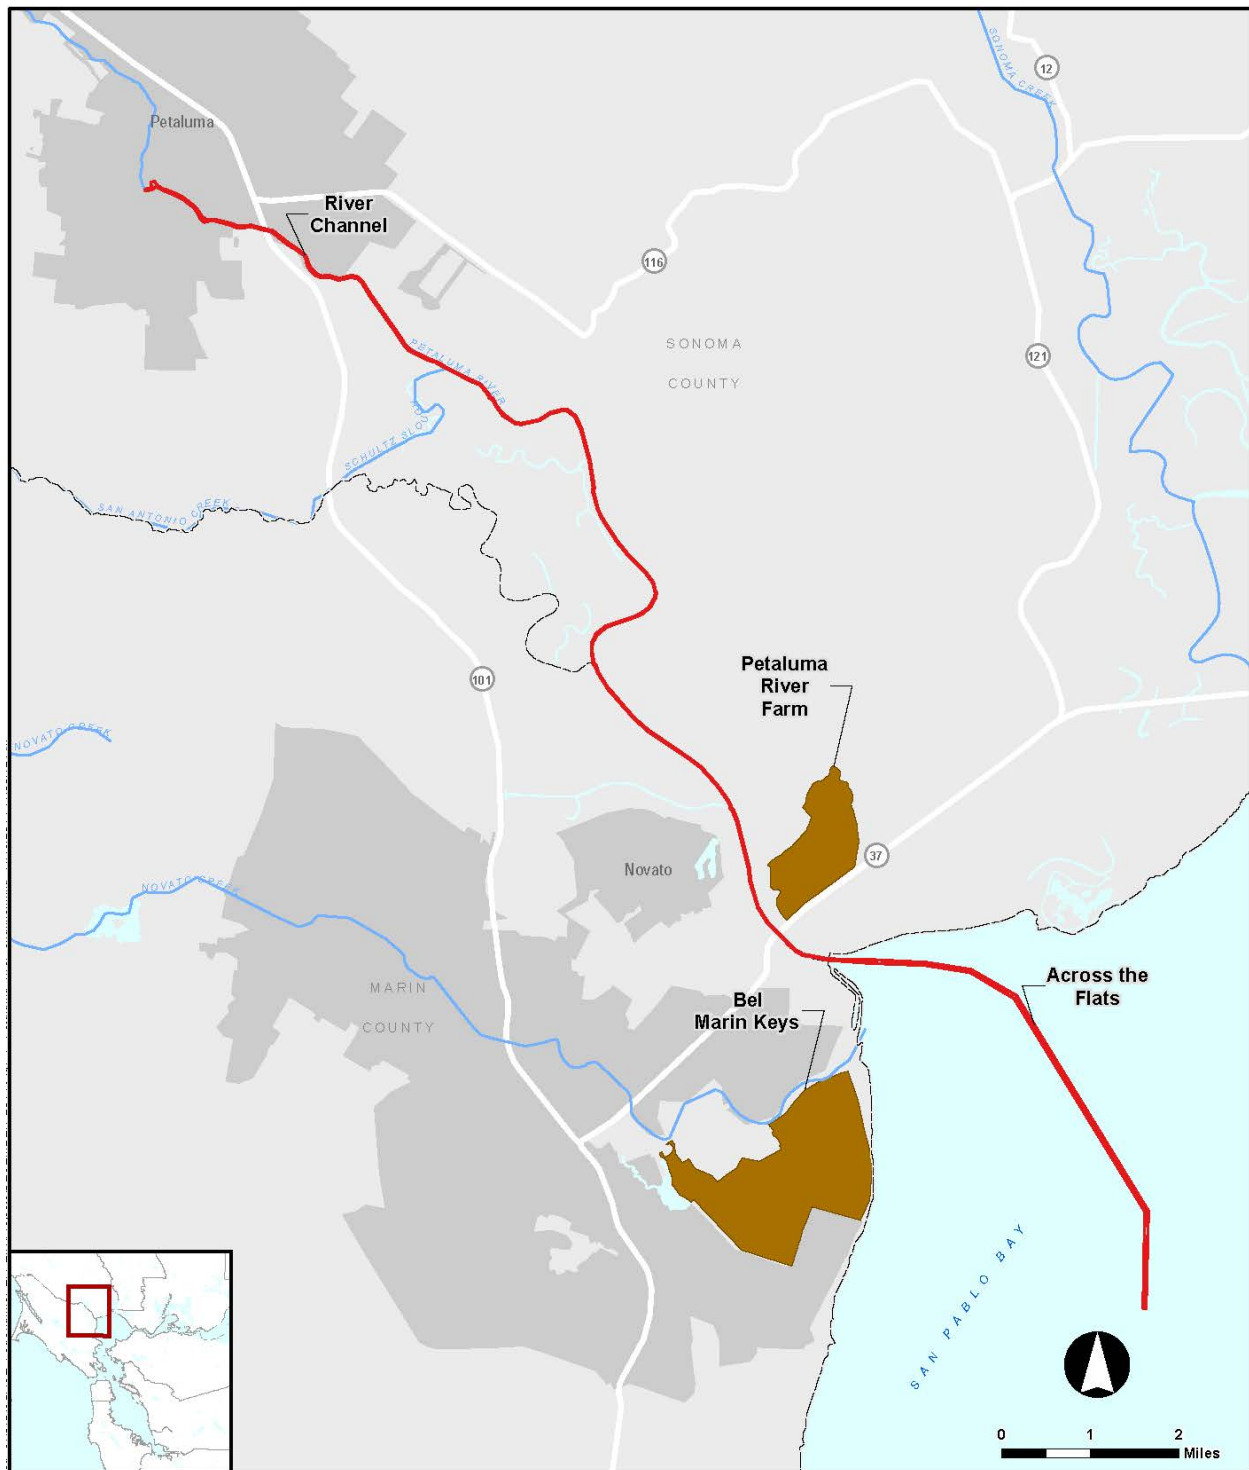 SONOMA CREEK
12
Petaluma
River
Channel
116
SONOMA
COUNTY
121
PETALUMA RIVER
SCHULTZ SLOUGH
SAN ANTONIO CREEK
Petaluma
River
Farm
101
NOVATO CREEK
37
Novato
NOVATO CREEK
MARIN
COUNTY
Bel
Marin Keys
Across the
Flats
SAN PABLO BAY
0 1 2
Miles